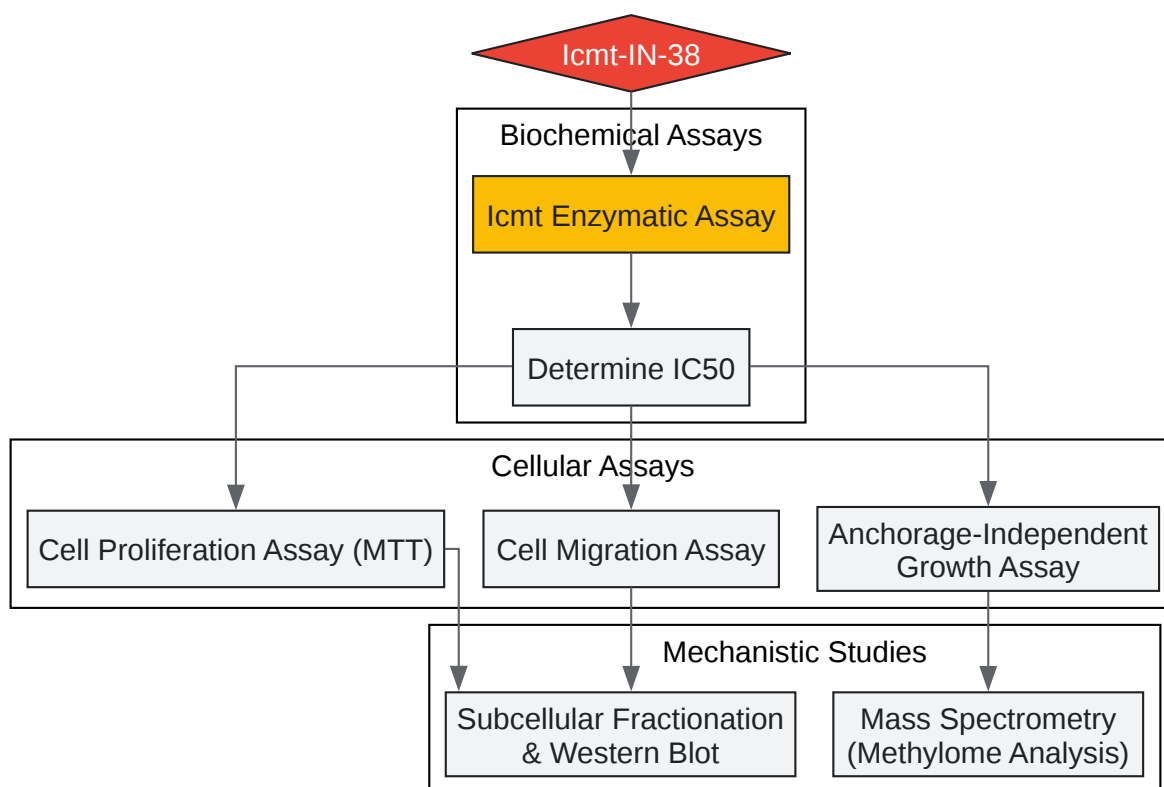 Icmt-IN-38
Biochemical Assays
Icmt Enzymatic Assay
Determine IC50
Cellular Assays
Cell Proliferation Assay (MTT)
Cell Migration Assay
Anchorage-Independent
Growth Assay
Mechanistic Studies
Subcellular Fractionation
& Western Blot
Mass Spectrometry
(Methylome Analysis)